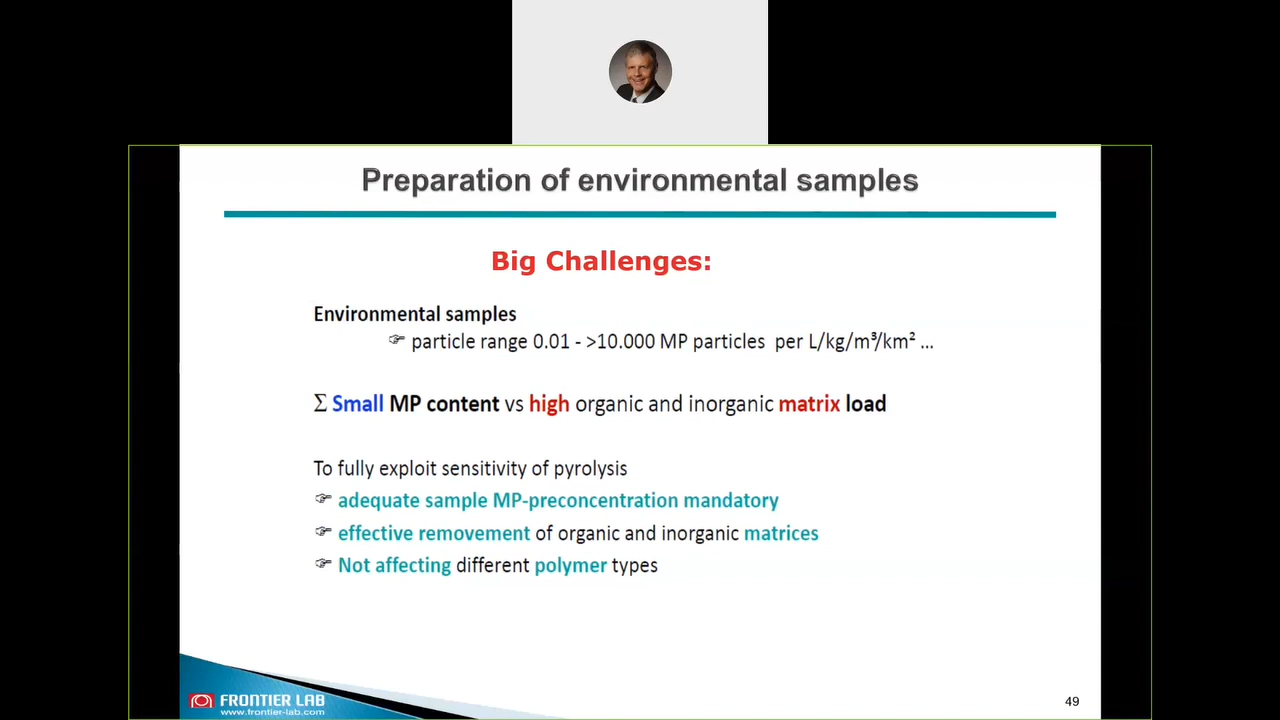 Preparation of environmental samples
Big Challenges:
Environmental samples
☞ particle range 0.01 - >10.000 MP particles per L/kg/m³/km² ...
Σ Small MP content vs high organic and inorganic matrix load
To fully exploit sensitivity of pyrolysis
☞ adequate sample MP-preconcentration mandatory
☞ effective removement of organic and inorganic matrices
☞ Not affecting different polymer types
FRONTIER LAB
www.frontier-lab.com
49